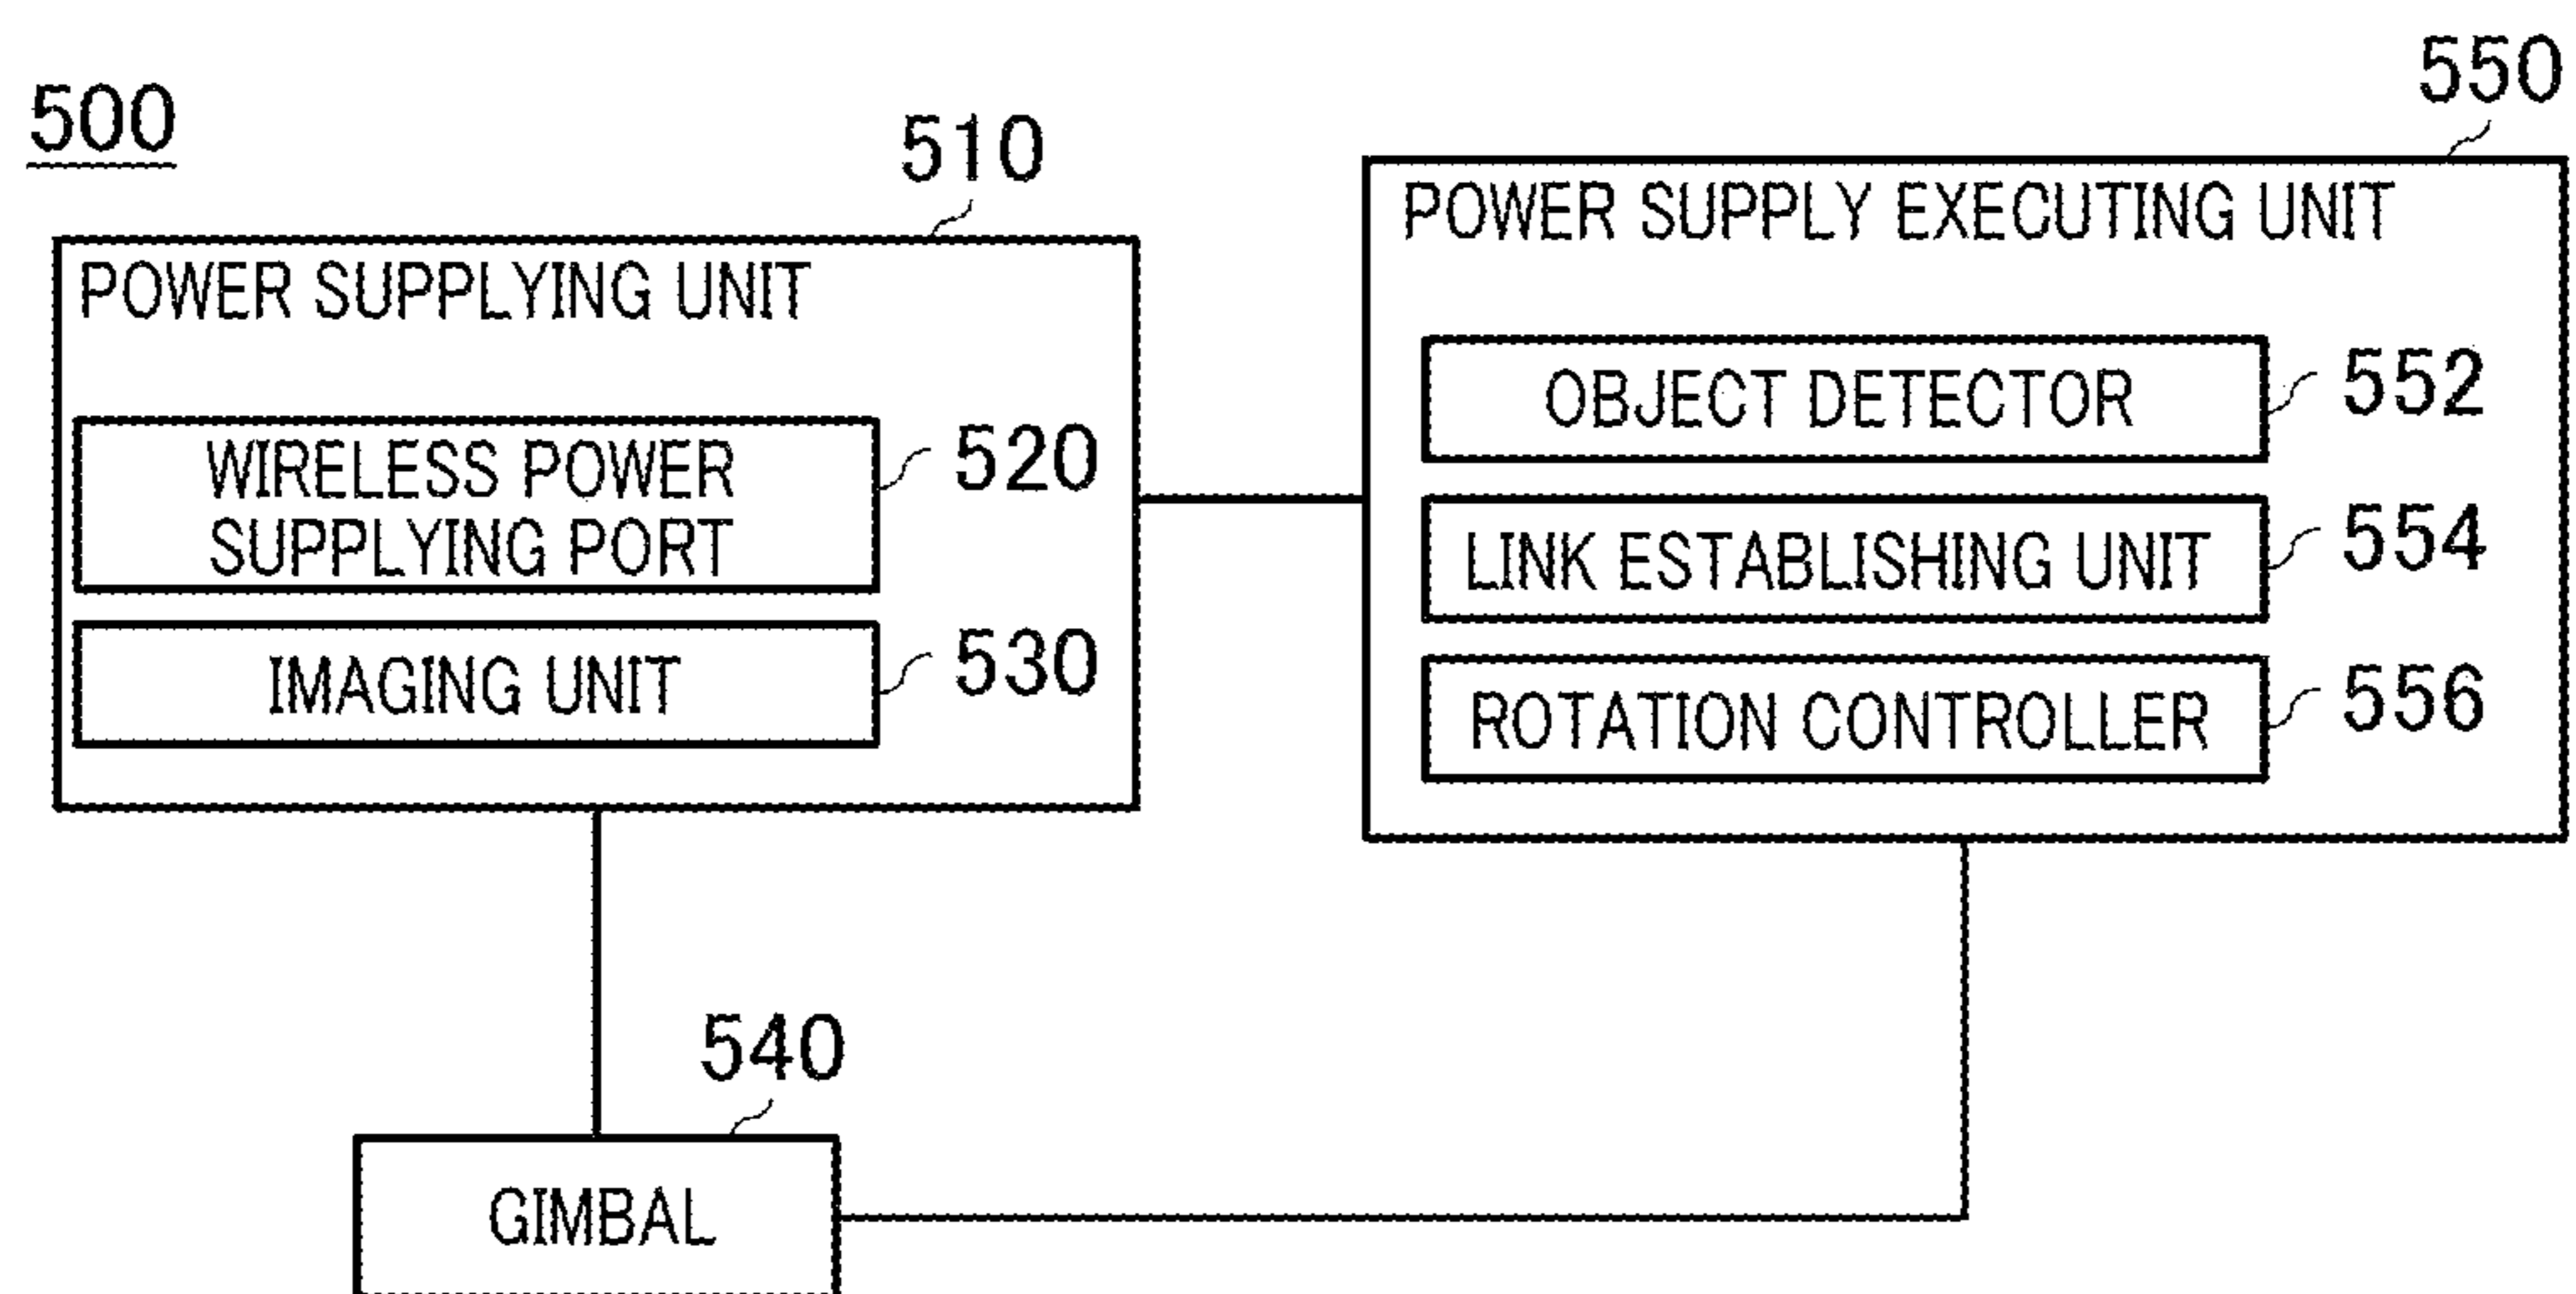 500
510
POWER SUPPLYING UNIT
WIRELESS POWER
SUPPLYING PORT
520
IMAGING UNIT
530
550
POWER SUPPLY EXECUTING UNIT
OBJECT DETECTOR
552
LINK ESTABLISHING UNIT
554
ROTATION CONTROLLER
556
540
GIMBAL